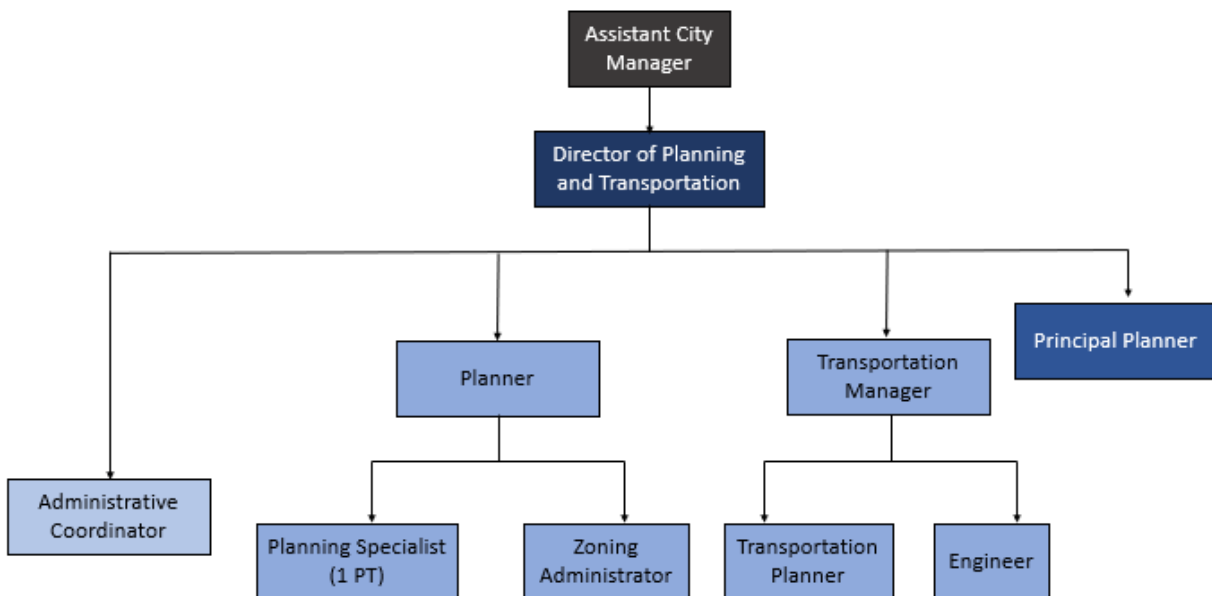 Assistant City
Manager
Director of Planning
and Transportation
Principal Planner
Planner
Transportation
Manager
Administrative
Coordinator
Planning Specialist
(1 PT)
Zoning
Administrator
Transportation
Planner
Engineer